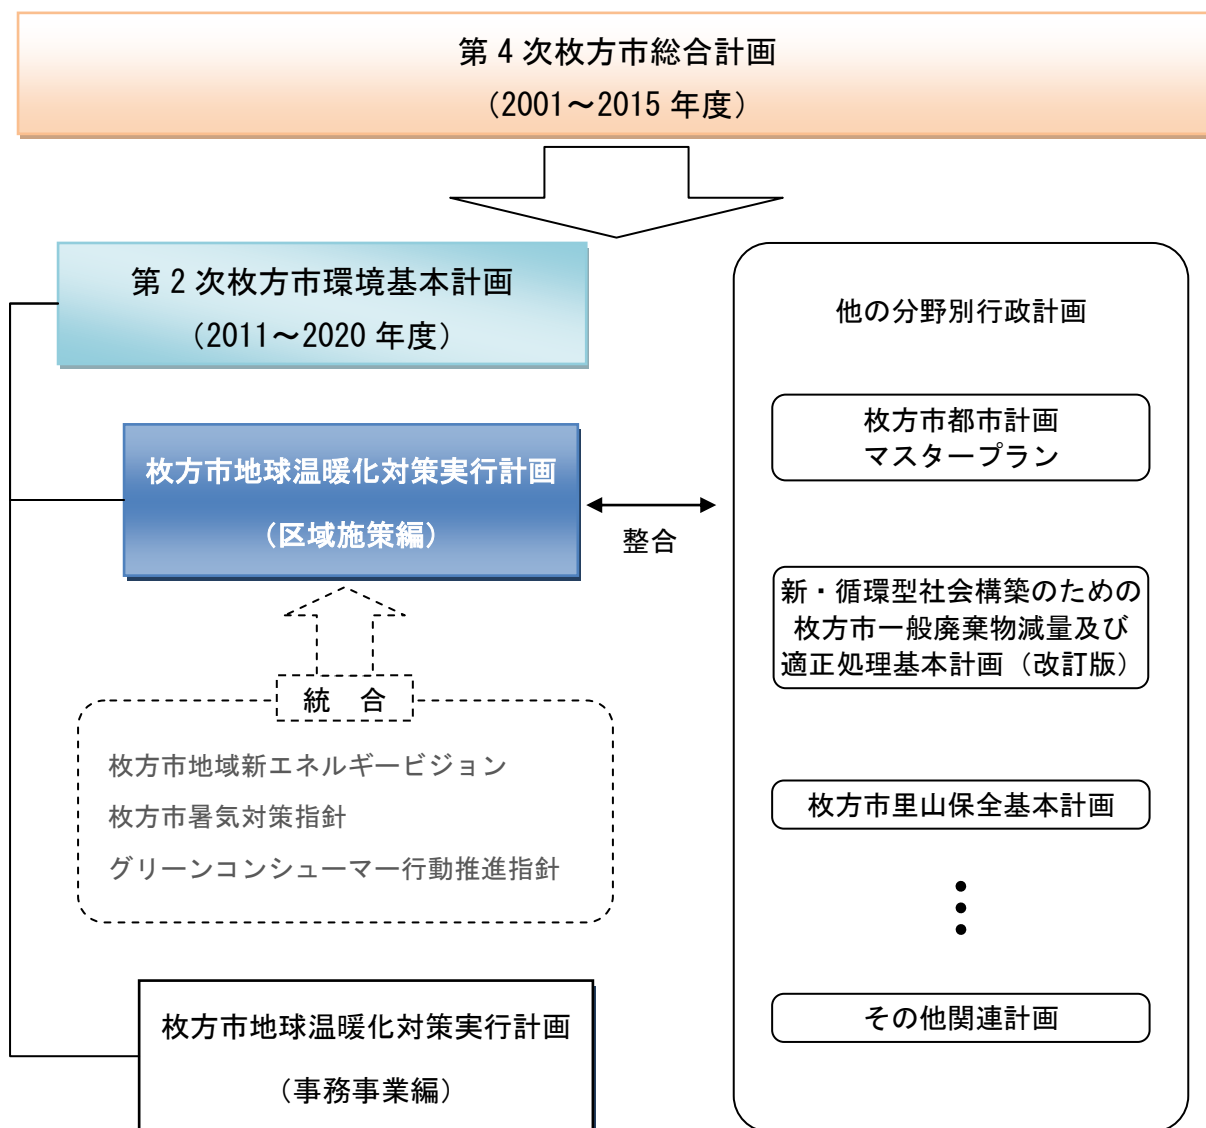 第4次枚方市総合計画
（2001～2015年度）
第2次枚方市環境基本計画
（2011～2020年度）
枚方市地球温暖化対策実行計画
（区域施策編）
整合
統　合
枚方市地域新エネルギービジョン
枚方市暑気対策指針
グリーンコンシューマー行動推進指針
枚方市地球温暖化対策実行計画
（事務事業編）
他の分野別行政計画
枚方市都市計画
マスタープラン
新・循環型社会構築のための
枚方市一般廃棄物減量及び
適正処理基本計画（改訂版）
枚方市里山保全基本計画
その他関連計画